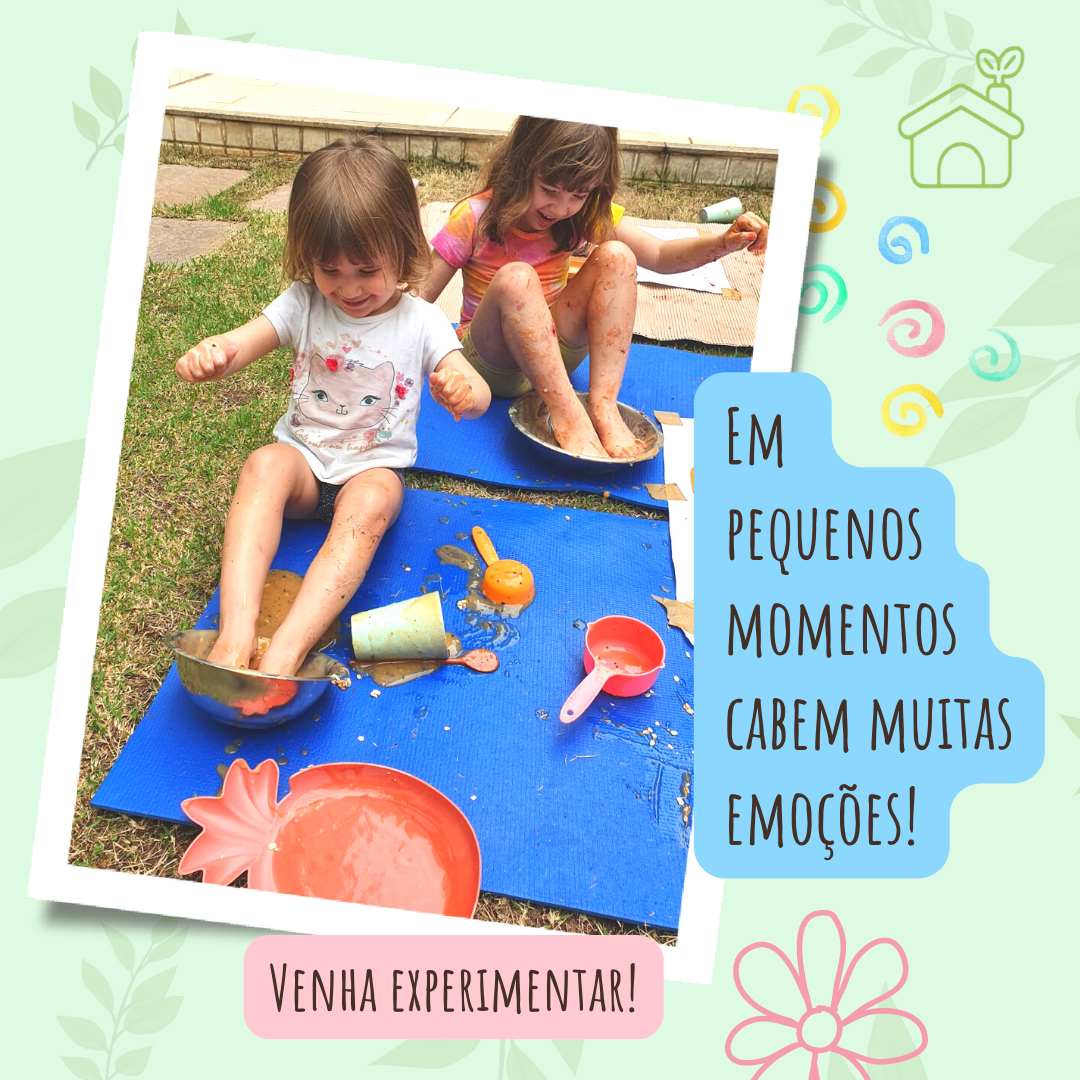 Em
pequenos
momentos
cabem muitas
emoções!
Venha experimentar!